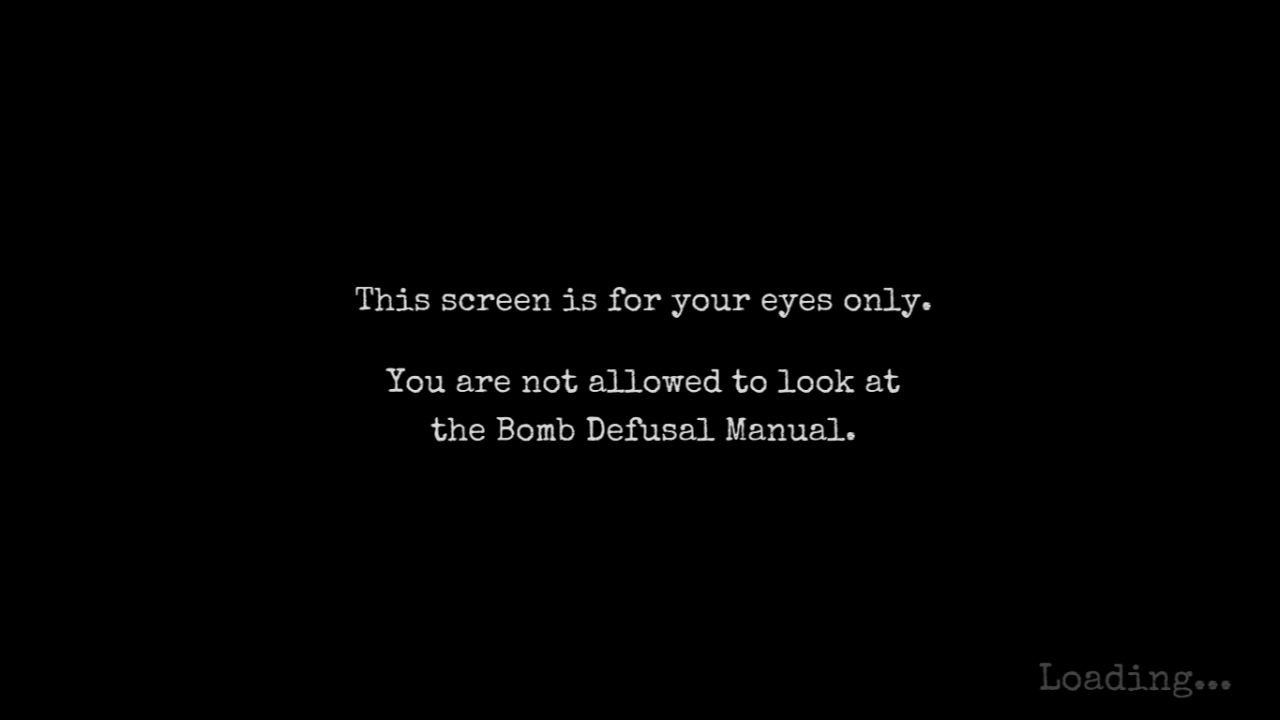 This screen is for your eyes only.
You are not allowed to look at
the Bomb Defusal Manual.
Loading...